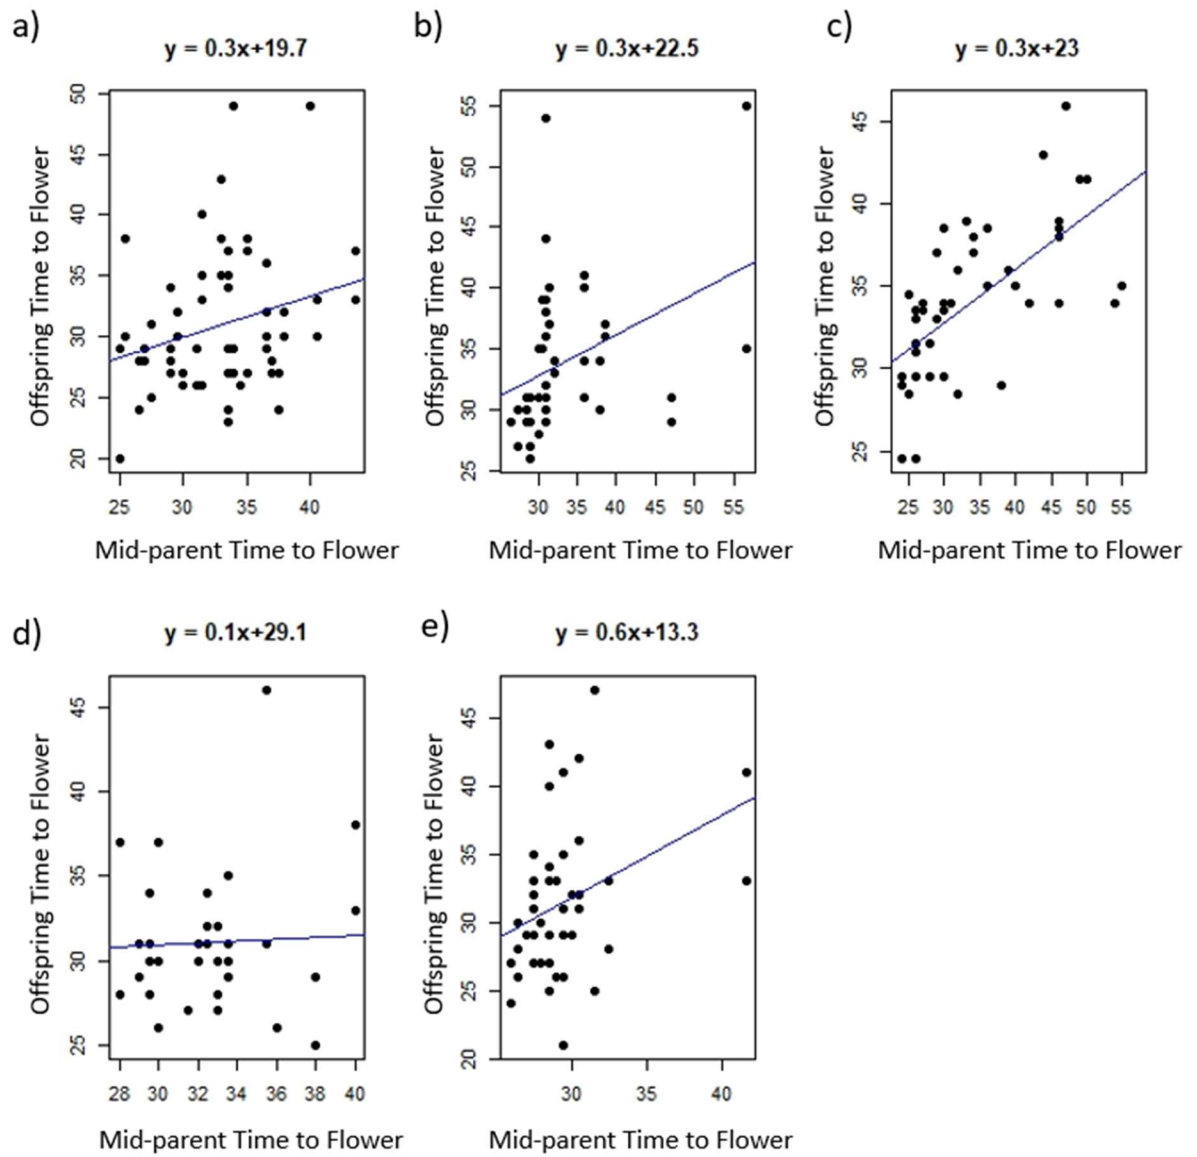 a)
y = 0.3x+19.7
Offspring Time to Flower
50
45
40
35
30
25
20
25 30 35 40
Mid-parent Time to Flower
b)
y = 0.3x+22.5
Offspring Time to Flower
55
50
45
40
35
30
25
30 35 40 45 50 55
Mid-parent Time to Flower
c)
y = 0.3x+23
Offspring Time to Flower
45
40
35
30
25
25 30 35 40 45 50 55
Mid-parent Time to Flower
d)
y = 0.1x+29.1
Offspring Time to Flower
45
40
35
30
25
28 30 32 34 36 38 40
Mid-parent Time to Flower
e)
y = 0.6x+13.3
Offspring Time to Flower
45
40
35
30
25
20
30 35 40
Mid-parent Time to Flower